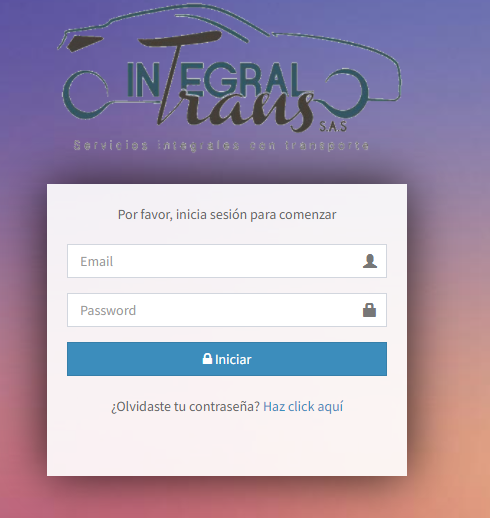 INTEGRAL
Trans
S.A.S
Servicios integrales con transporte
Por favor, inicia sesión para comenzar
Email
Password
Iniciar
¿Olvidaste tu contraseña? Haz click aquí